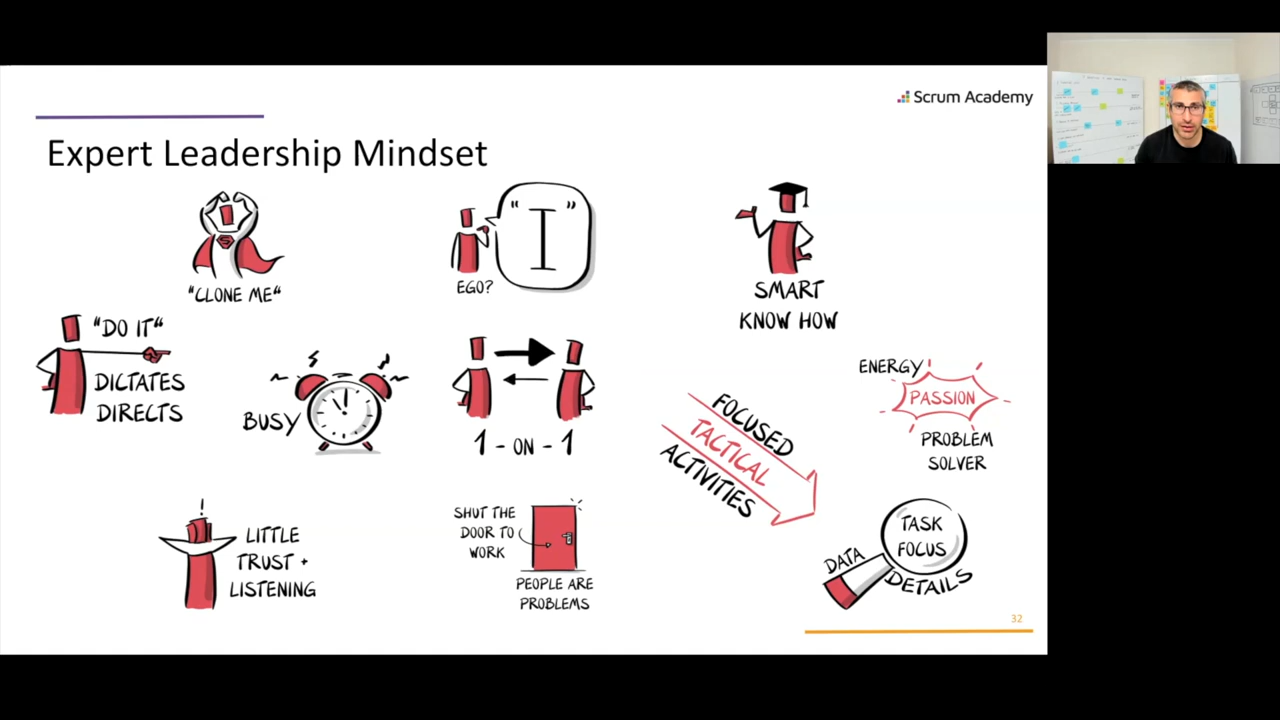 Scrum Academy
Expert Leadership Mindset
"CLONE ME"
" I "
EGO?
SMART
KNOW HOW
"DO IT"
DICTATES
DIRECTS
BUSY
1 - ON - 1
FOCUSED
TACTICAL
ACTIVITIES
ENERGY
PASSION
PROBLEM
SOLVER
!
LITTLE
TRUST +
LISTENING
SHUT THE
DOOR TO
WORK
PEOPLE ARE
PROBLEMS
TASK
FOCUS
DATA
DETAILS
32